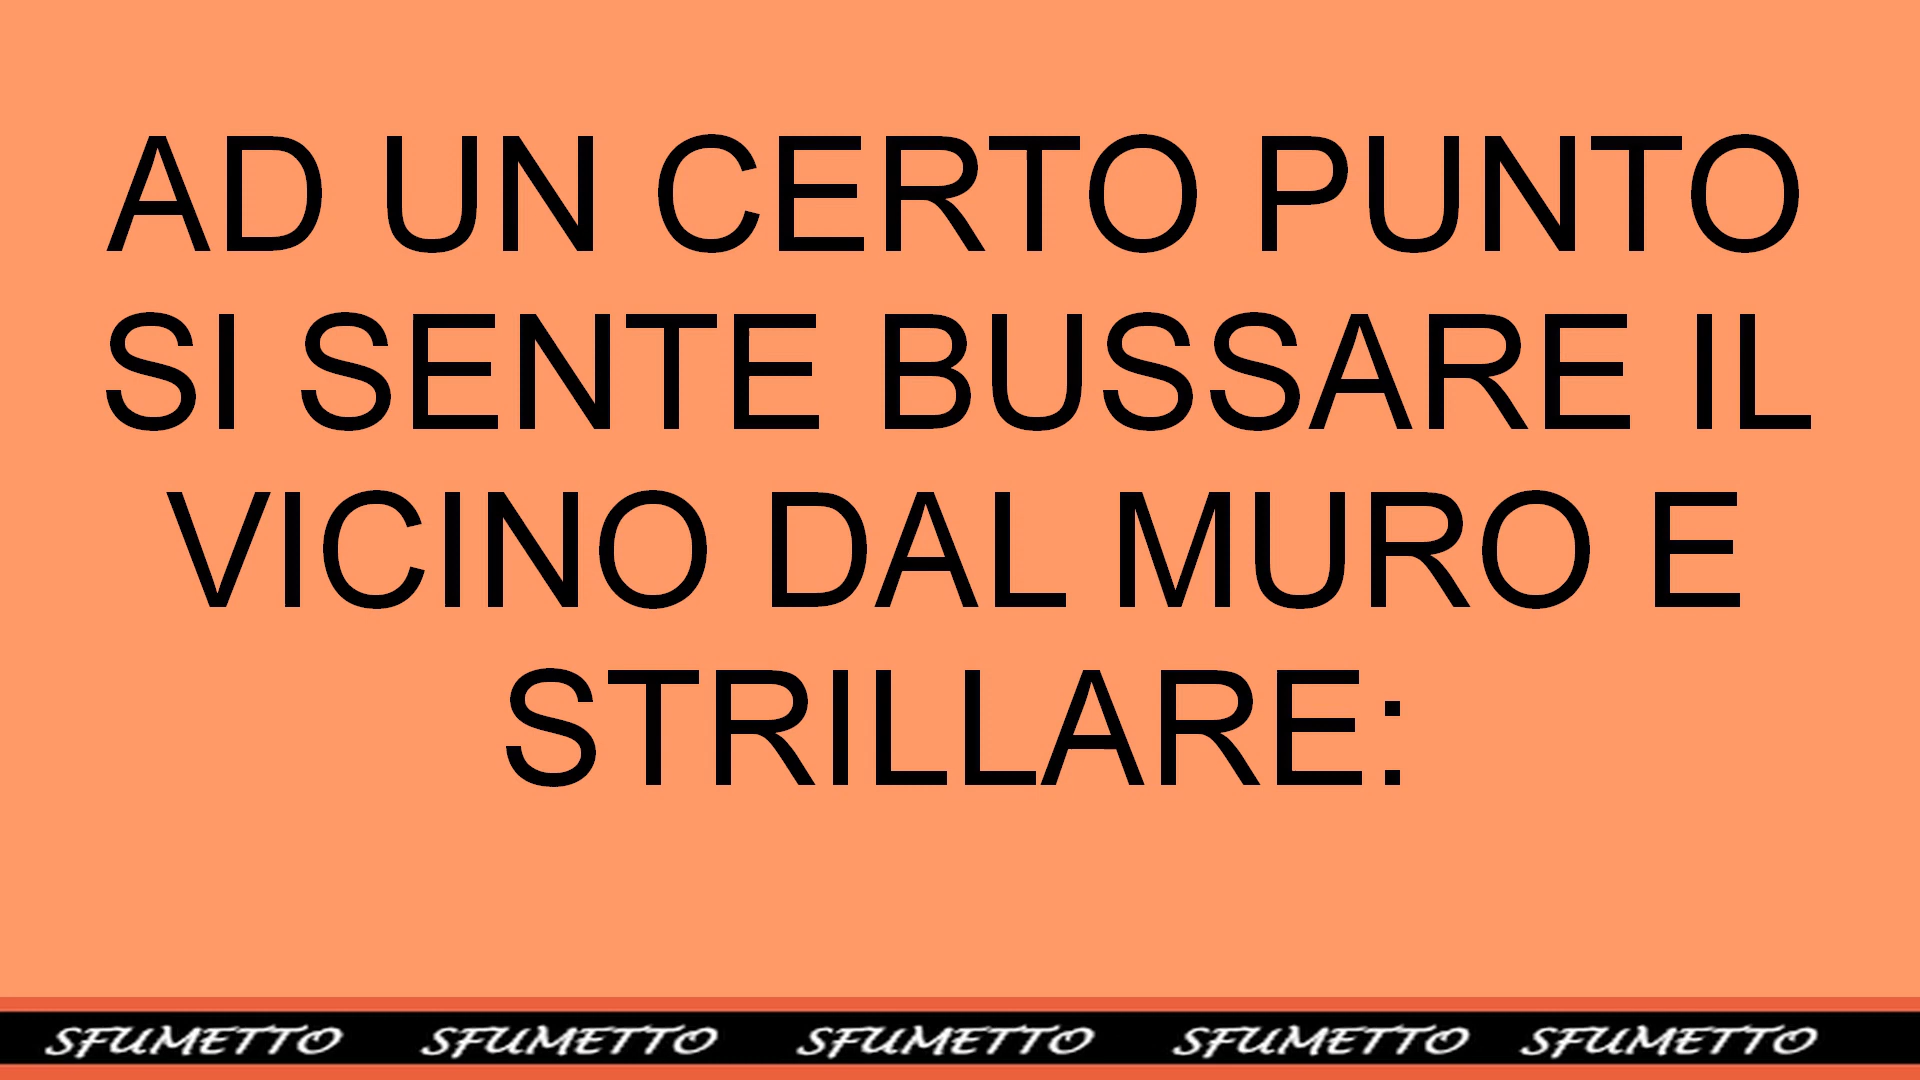 AD UN CERTO PUNTO
SI SENTE BUSSARE IL
VICINO DAL MURO E
STRILLARE:
SFUMETTO SFUMETTO SFUMETTO SFUMETTO SFUMETTO